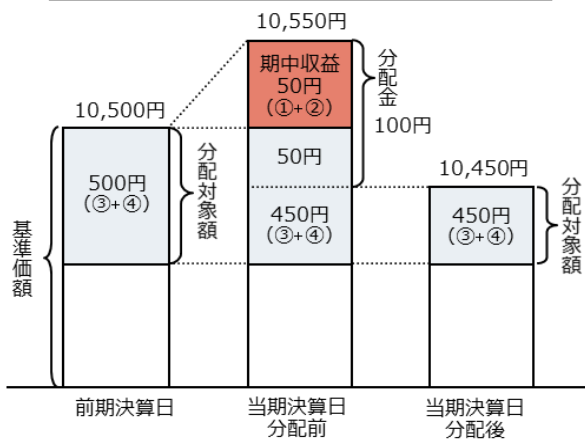 10,550円
期中収益
50円
(①+②)
分配金
100円
10,500円
500円
(③+④)
分配対象額
50円
450円
(③+④)
10,450円
450円
(③+④)
分配対象額
基準価額
前期決算日
当期決算日
分配前
当期決算日
分配後